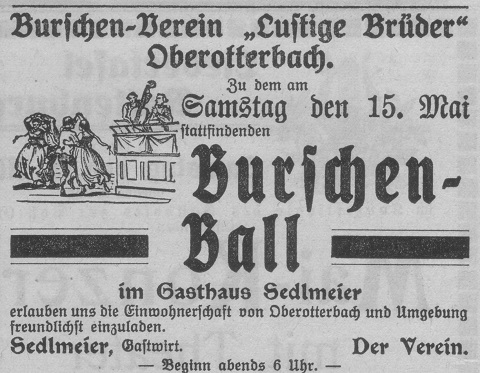 Burschen-Verein „Lustige Brüder“
Oberotterbach.
Zu dem am
Samstag den 15. Mai
stattfindenden
Burschen-
Ball
im Gasthaus Sedlmeier
erlauben uns die Einwohnerschaft von Oberotterbach und Umgebung
freundlichst einzuladen.
Sedlmeier, Gastwirt. Der Verein.
— Beginn abends 6 Uhr. —